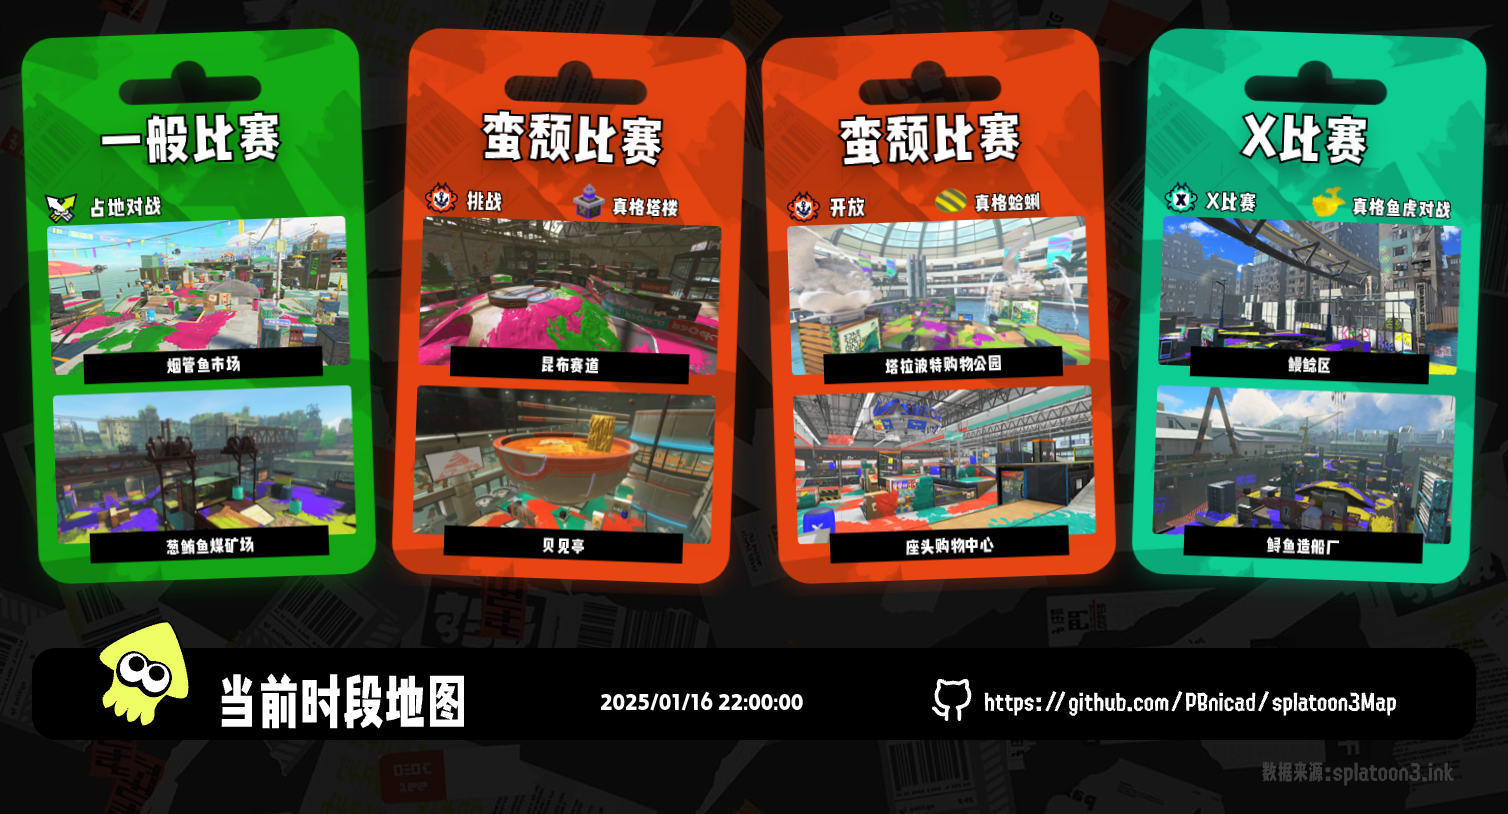 一般比赛
占地对战
烟管鱼市场
葱鲔鱼煤矿场
蛮颓比赛
挑战
真格塔楼
昆布赛道
贝见亭
蛮颓比赛
开放
真格蛤蜊
塔拉波特购物公园
座头购物中心
X比赛
X比赛
真格鱼虎对战
鳗鲶区
鲟鱼造船厂
当前时段地图
2025/01/16 22:00:00
https://github.com/PBnicad/splatoon3Map
数据来源:splatoon3.ink